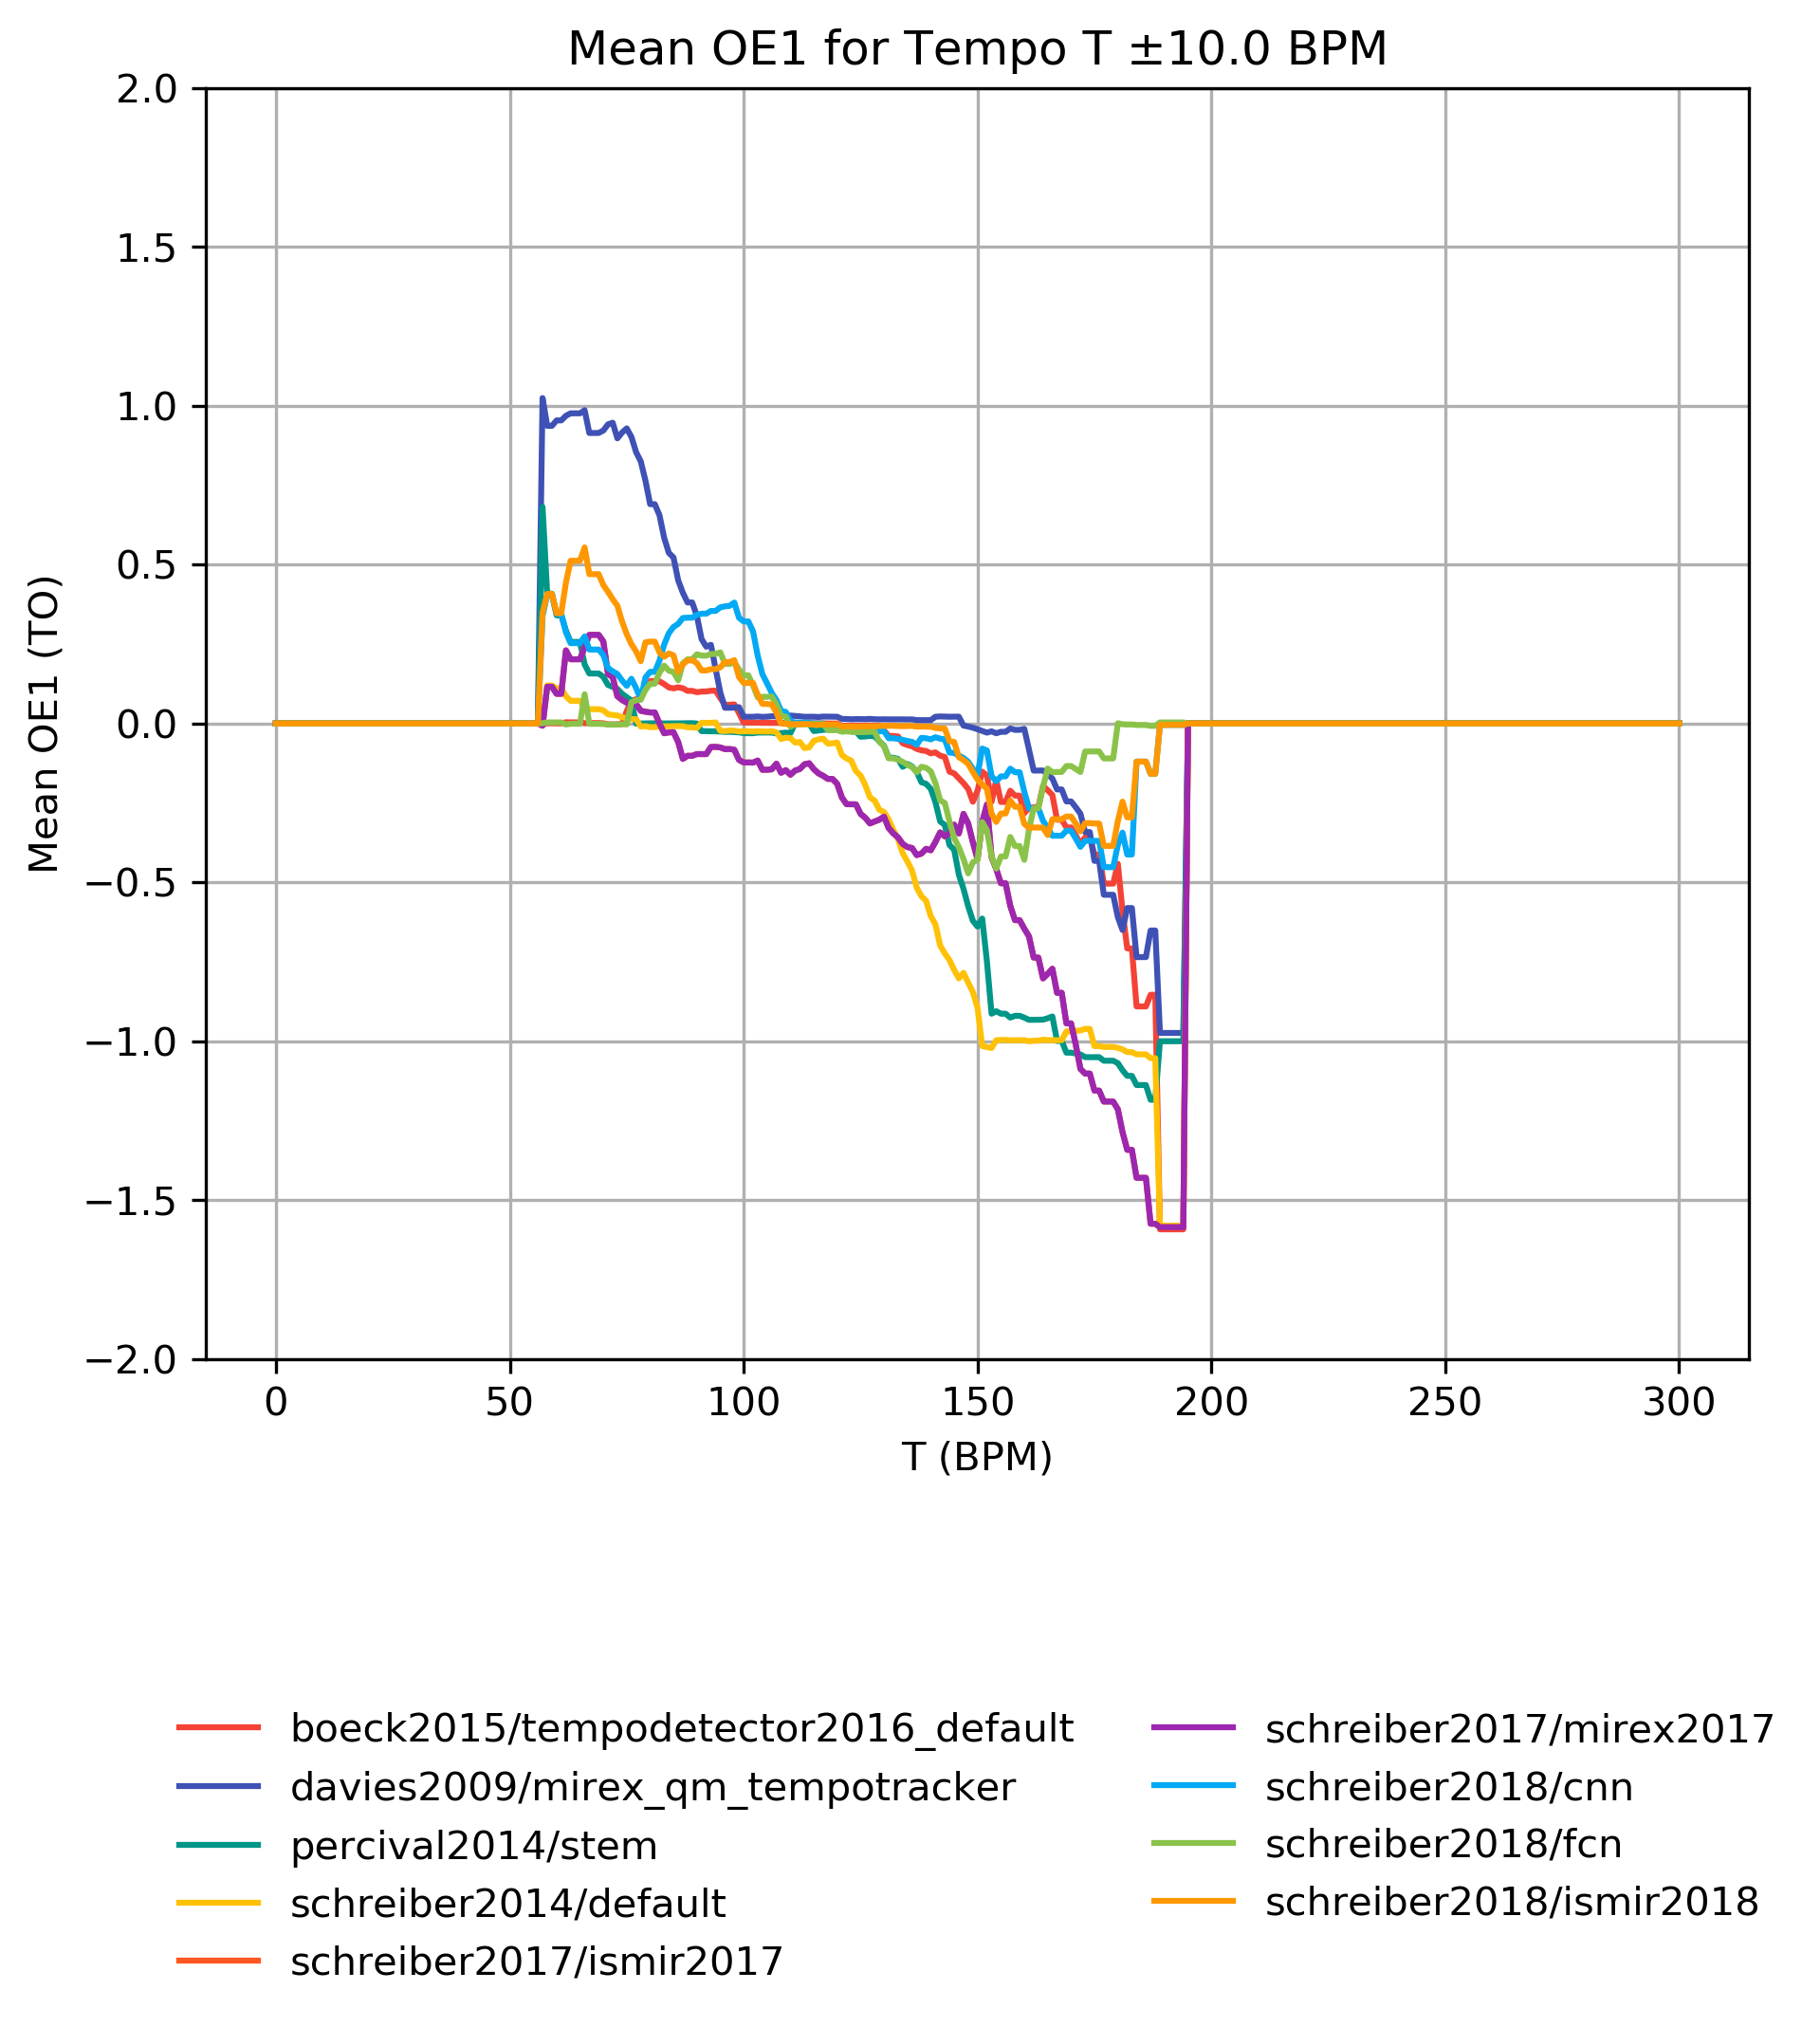 Mean OE1 for Tempo T ±10.0 BPM
2.0
1.5
1.0
0.5
0.0
−0.5
−1.0
−1.5
−2.0
Mean OE1 (TO)
0 50 100 150 200 250 300
T (BPM)
boeck2015/tempodetector2016_default
davies2009/mirex_qm_tempotracker
percival2014/stem
schreiber2014/default
schreiber2017/ismir2017
schreiber2017/mirex2017
schreiber2018/cnn
schreiber2018/fcn
schreiber2018/ismir2018